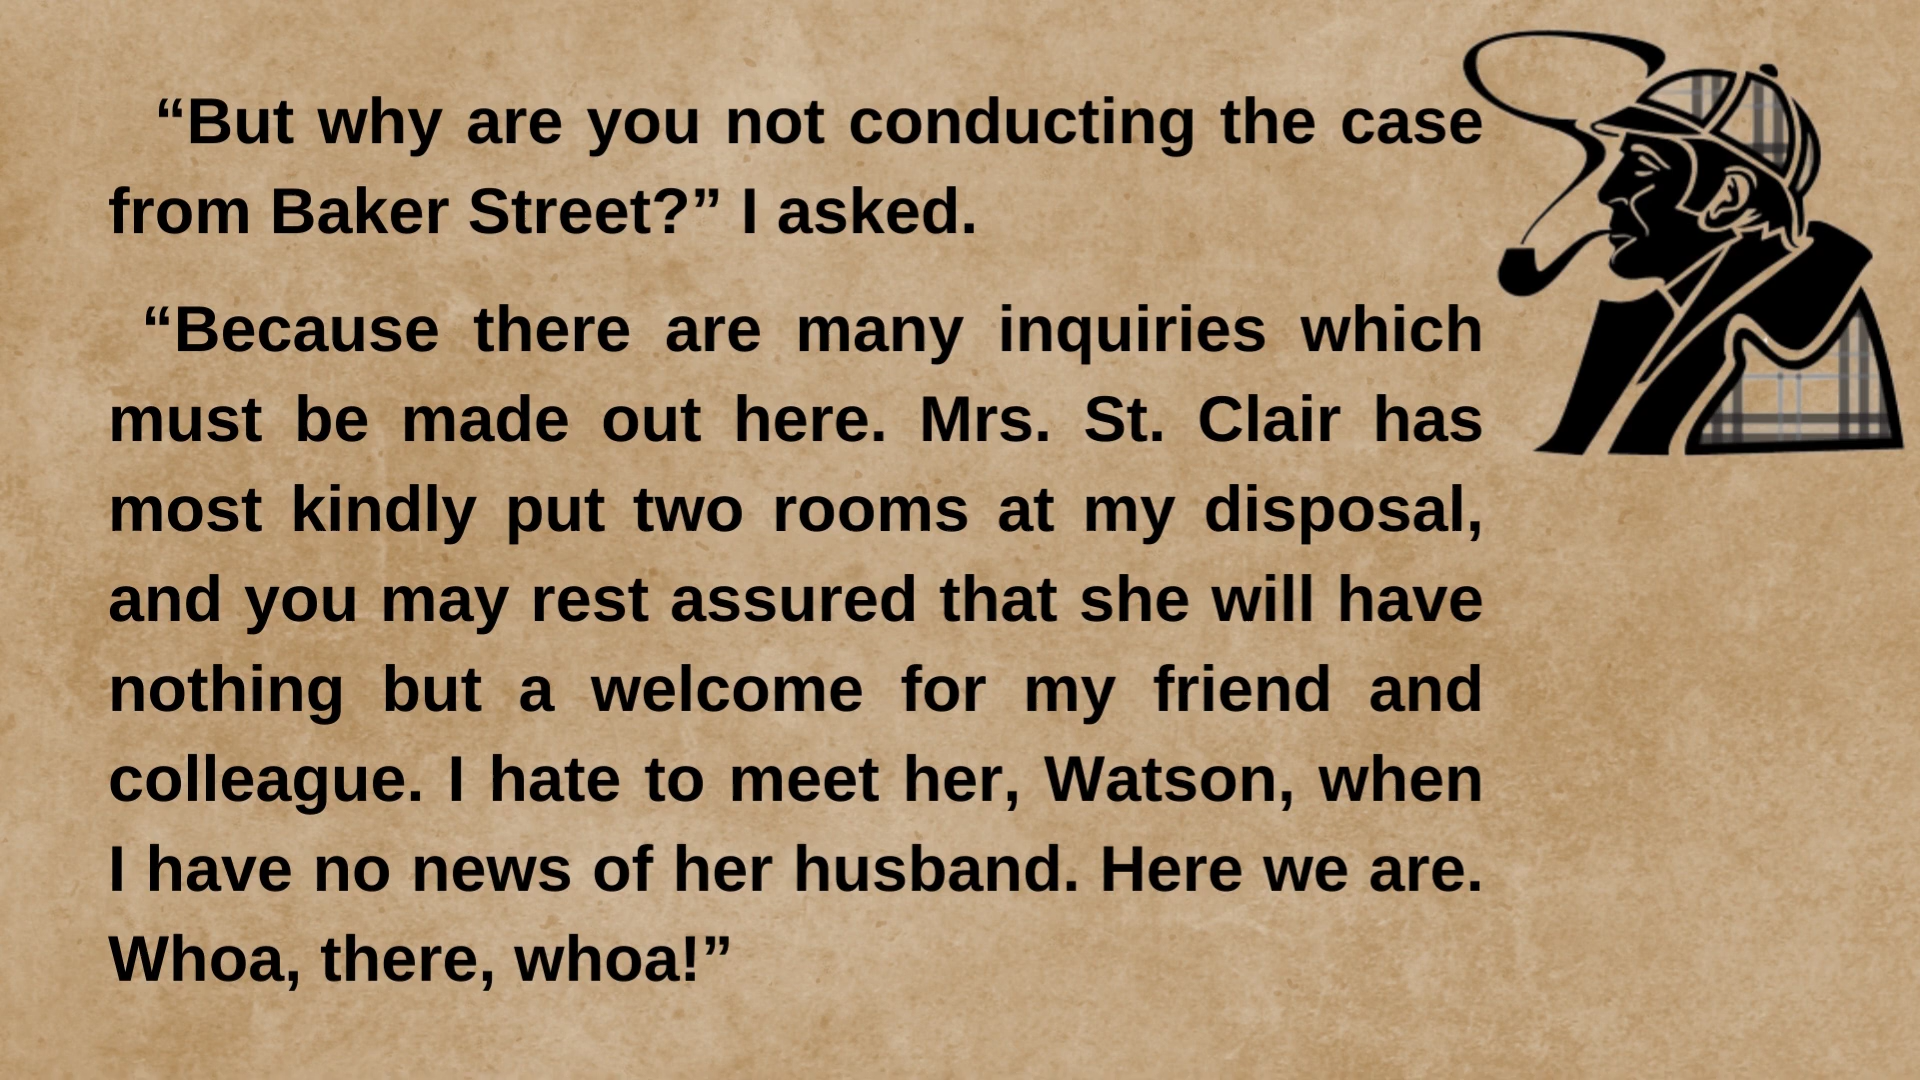 “But why are you not conducting the case
from Baker Street?” I asked.
“Because there are many inquiries which
must be made out here. Mrs. St. Clair has
most kindly put two rooms at my disposal,
and you may rest assured that she will have
nothing but a welcome for my friend and
colleague. I hate to meet her, Watson, when
I have no news of her husband. Here we are.
Whoa, there, whoa!”